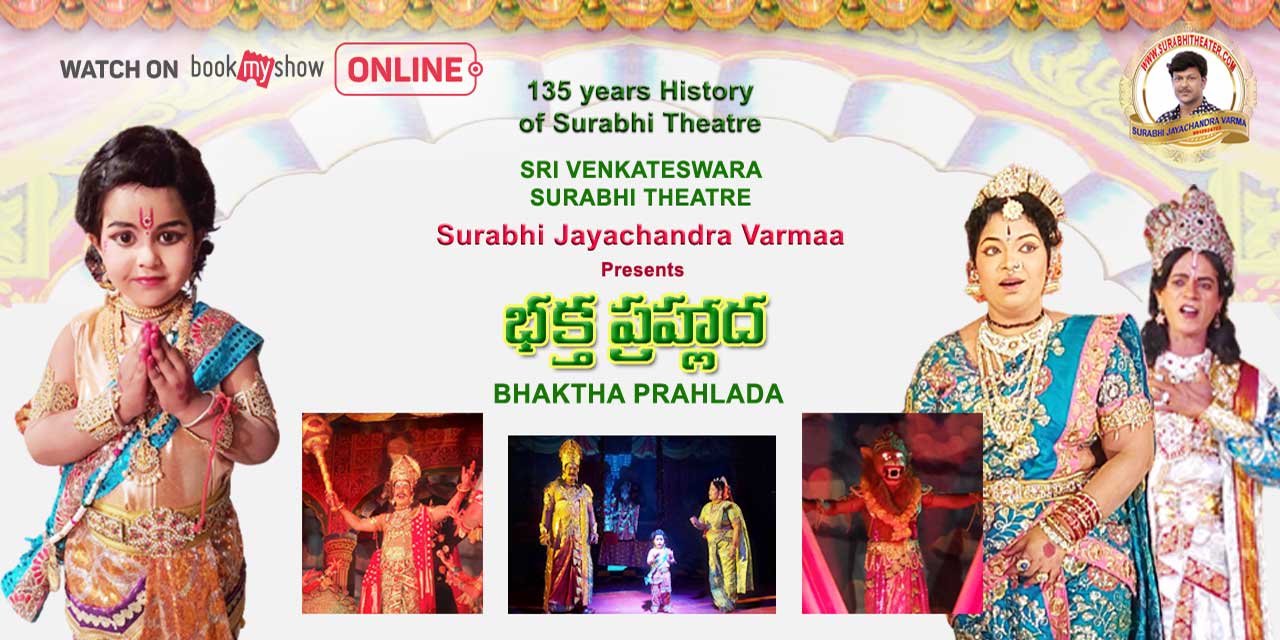 WATCH ON bookmyshow ONLINE
WWW.SURABHITHEATER.COM
SURABHI JAYACHANDRA VARMA
135 years History
of Surabhi Theatre
SRI VENKATESWARA
SURABHI THEATRE
Surabhi Jayachandra Varmaa
Presents
భక్త ప్రహ్లాద
BHAKTHA PRAHLADA